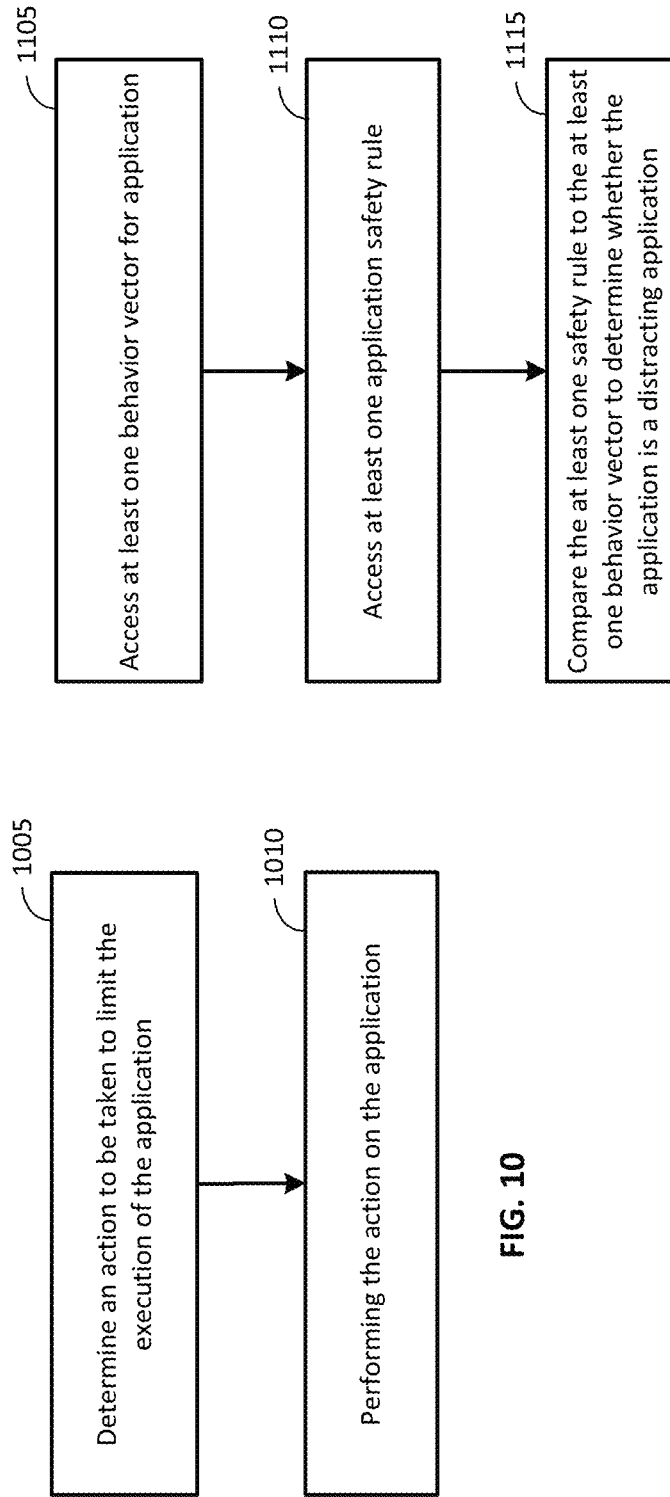 1005
Determine an action to be taken to limit the
execution of the application
1010
Performing the action on the application
FIG. 10
1105
Access at least one behavior vector for application
1110
Access at least one application safety rule
1115
Compare the at least one safety rule to the at least
one behavior vector to determine whether the
application is a distracting application